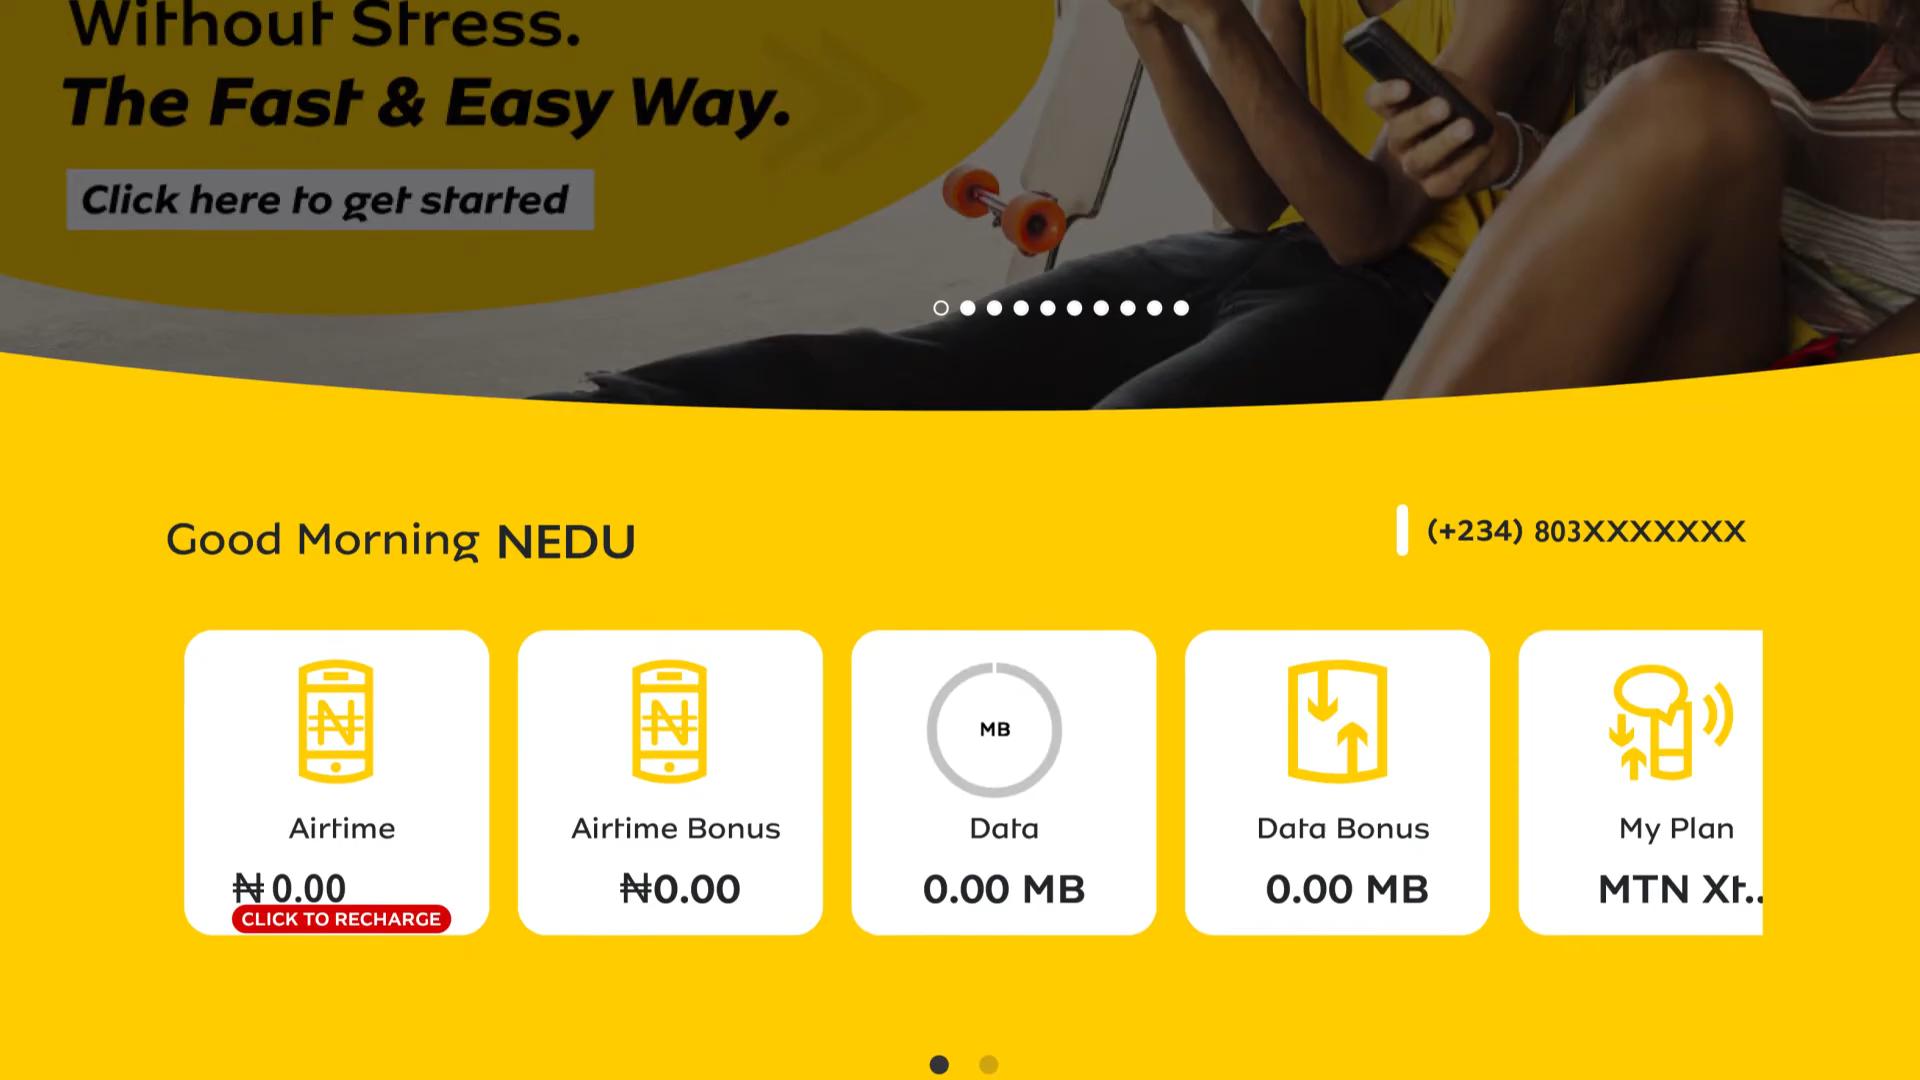 Without Stress.
The Fast & Easy Way.
Click here to get started
Good Morning NEDU
(+234) 803XXXXXXX
MB
Airtime
Airtime Bonus
Data
Data Bonus
My Plan
₦ 0.00
₦0.00
0.00 MB
0.00 MB
MTN Xt..
CLICK TO RECHARGE